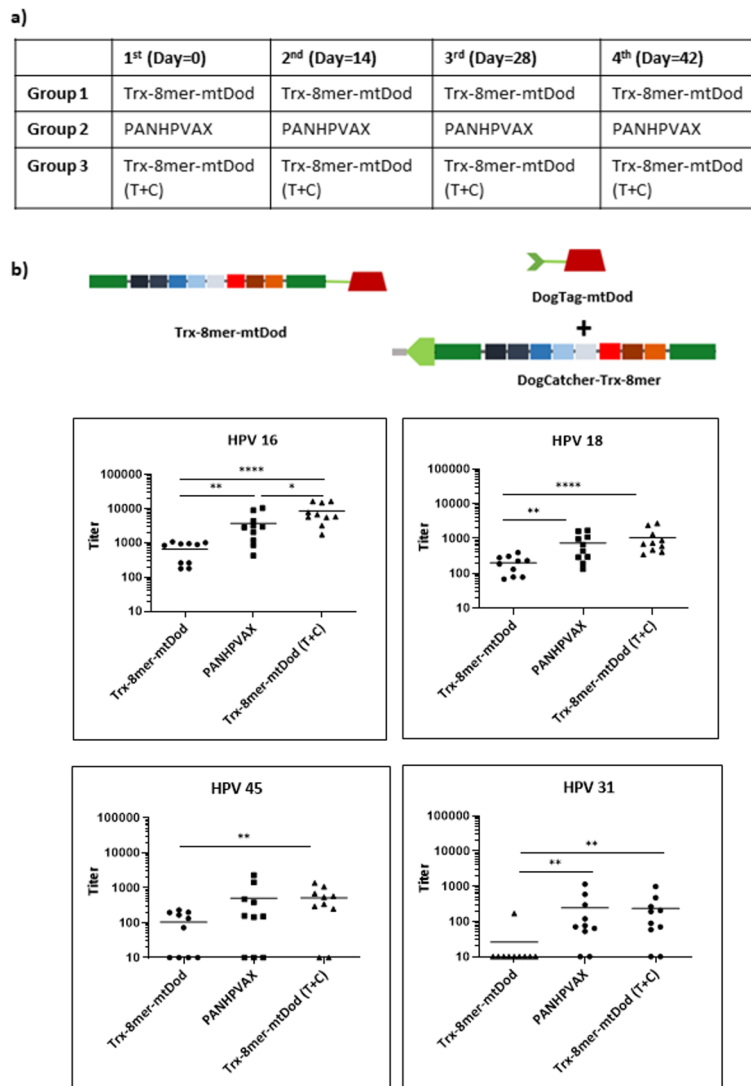 a)
1st (Day=0) 2nd (Day=14) 3rd (Day=28) 4th (Day=42)
Group 1 Trx-8mer-mtDod Trx-8mer-mtDod Trx-8mer-mtDod Trx-8mer-mtDod
Group 2 PANHPVAX PANHPVAX PANHPVAX PANHPVAX
Group 3 Trx-8mer-mtDod Trx-8mer-mtDod Trx-8mer-mtDod Trx-8mer-mtDod
(T+C) (T+C) (T+C) (T+C)
b)
Trx-8mer-mtDod
DogTag-mtDod
+
DogCatcher-Trx-8mer
HPV 16
Titer
100000
10000
1000
100
10
****
** *
Trx-8mer-mtDod
PANHPVAX
Trx-8mer-mtDod (T+C)
HPV 18
Titer
100000
10000
1000
100
10
****
**
Trx-8mer-mtDod
PANHPVAX
Trx-8mer-mtDod (T+C)
HPV 45
Titer
100000
10000
1000
100
10
**
Trx-8mer-mtDod
PANHPVAX
Trx-8mer-mtDod (T+C)
HPV 31
Titer
100000
10000
1000
100
10
**
**
Trx-8mer-mtDod
PANHPVAX
Trx-8mer-mtDod (T+C)